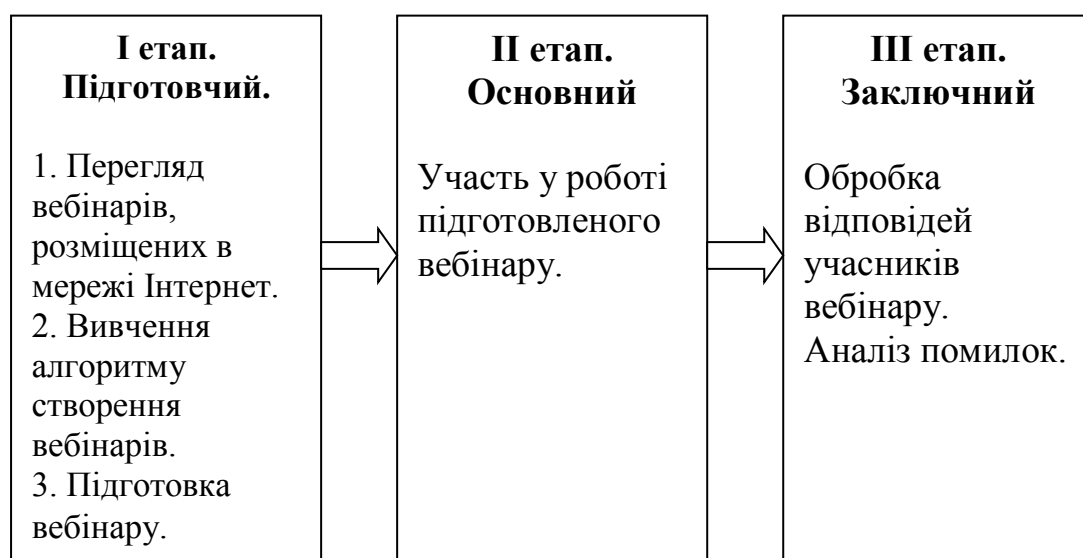 І етап.
Підготовчий.
1. Перегляд
вебінарів,
розміщених в
мережі Інтернет.
2. Вивчення
алгоритму
створення
вебінарів.
3. Підготовка
вебінару.
ІІ етап.
Основний
Участь у роботі
підготовленого
вебінару.
ІІІ етап.
Заключний
Обробка
відповідей
учасників
вебінару.
Аналіз помилок.